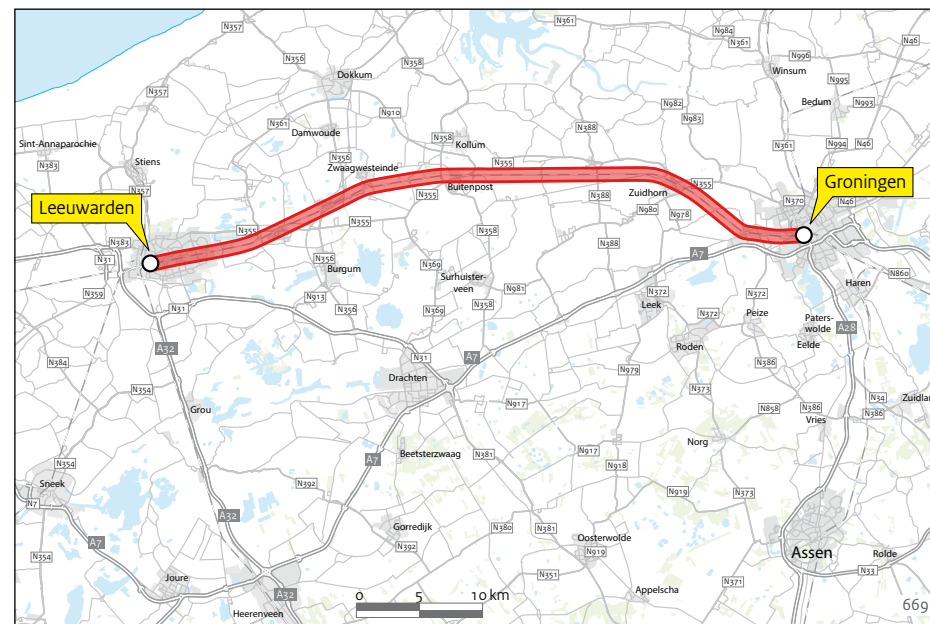 N357
N361
N984
N361
N46
N356
N358
N996
Winsum
Dokkum
N995
Bedum
N993
N357
N910
N982
N983
N361
Damwoude
N358
Kollum
N388
N361
N994
N46
Sint-Annaparochie
N383
Stiens
N356
Zwaagwesteinde
N355
N357
Buitenpost
N355
N388
Zuidhorn
N355
Groningen
Leeuwarden
N355
N355
N980
N978
N370
N46
N383
N358
N388
N31
N356
Burgum
N369
A7
N359
Surhuister-
veen
N981
N860
Haren
N913
N356
N369
N358
N372
Leek
N372
N372
Peize
Paters-
wolde
Eelde
A28
N31
A32
Roden
N384
N354
N31
A7
Drachten
N979
N386
N373
Grou
N917
N858
N386
Vries
N34
N386
Zuidlar
Norg
N354
Sneek
N7
Beetsterzwaag
N381
N917
N918
A7
N392
N919
N373
A32
Gorredijk
N392
N380
N381
Oosterwolde
N919
A7
N354
Assen
Rolde
N33
Joure
N351
N371
Appelscha
A32
Heerenveen
0 5 10 km
669